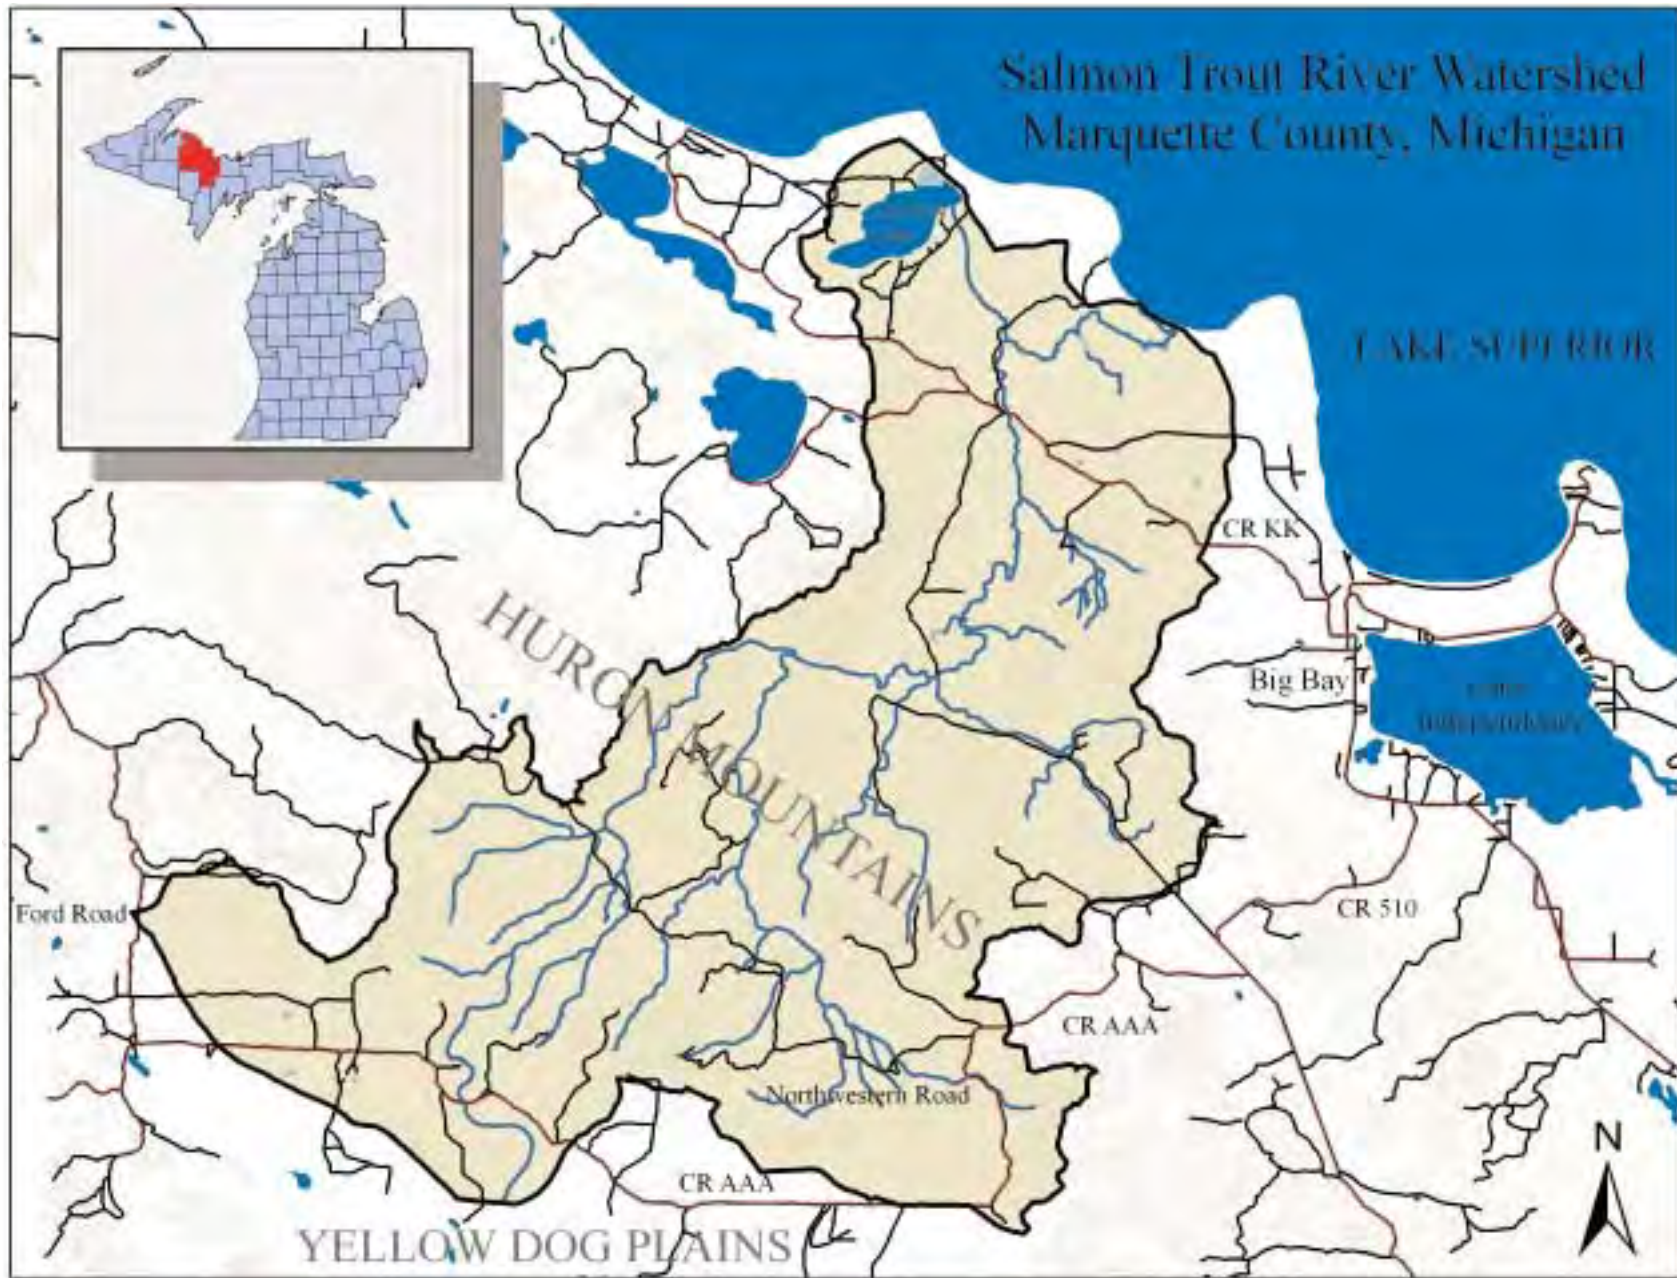 Salmon Trout River Watershed
Marquette County, Michigan
LAKE SUPERIOR
CR KK
HURON MOUNTAINS
Big Bay
Independence
Ford Road
CR 510
CR AAA
Northwestern Road
CR AAA
YELLOW DOG PLAINS
N